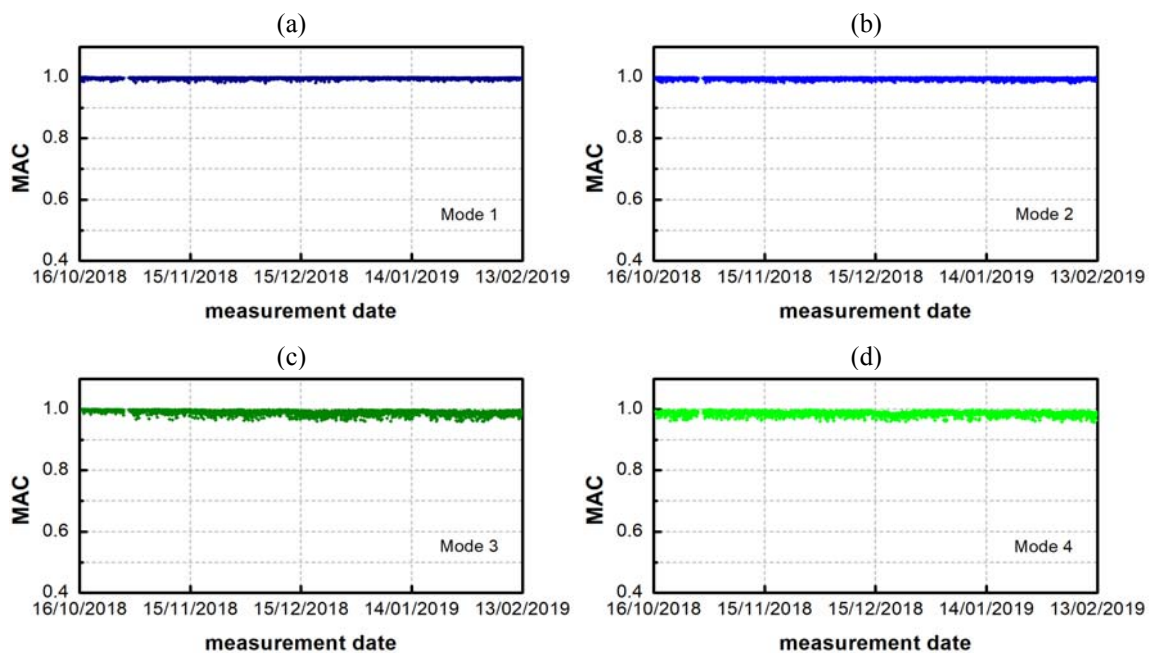 (a)
1.0
0.8
0.6
0.4
MAC
Mode 1
16/10/2018 15/11/2018 15/12/2018 14/01/2019 13/02/2019
measurement date
(b)
1.0
0.8
0.6
0.4
MAC
Mode 2
16/10/2018 15/11/2018 15/12/2018 14/01/2019 13/02/2019
measurement date
(c)
1.0
0.8
0.6
0.4
MAC
Mode 3
16/10/2018 15/11/2018 15/12/2018 14/01/2019 13/02/2019
measurement date
(d)
1.0
0.8
0.6
0.4
MAC
Mode 4
16/10/2018 15/11/2018 15/12/2018 14/01/2019 13/02/2019
measurement date